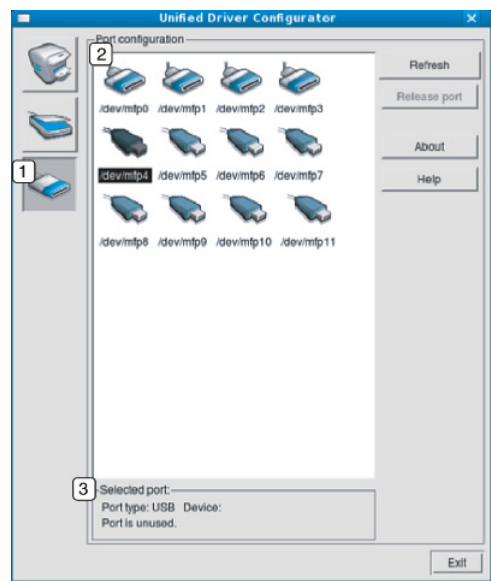 Unified Driver Configurator
Port configuration
2
/dev/mfp0 /dev/mfp1 /dev/mfp2 /dev/mfp3
Refresh
Release port
1
/dev/mfp4 /dev/mfp5 /dev/mfp6 /dev/mfp7
About
Help
/dev/mfp8 /dev/mfp9 /dev/mfp10 /dev/mfp11
3
Selected port:
Port type: USB Device:
Port is unused.
Exit